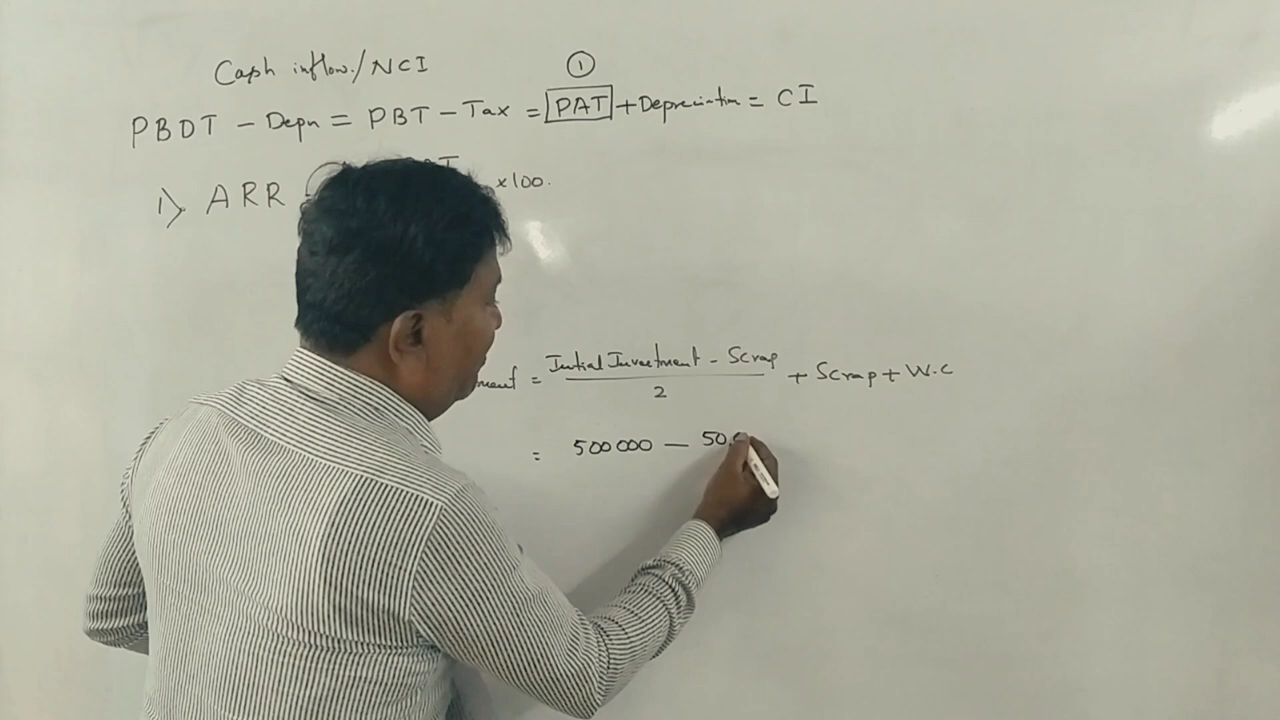 Cash inflow/NCI
①
PBDT - Depn = PBT - Tax = PAT + Depreciation = CI
1) ARR x100.
= Initial Investment - Scrap + Scrap + W.C
2
= 500000 - 50